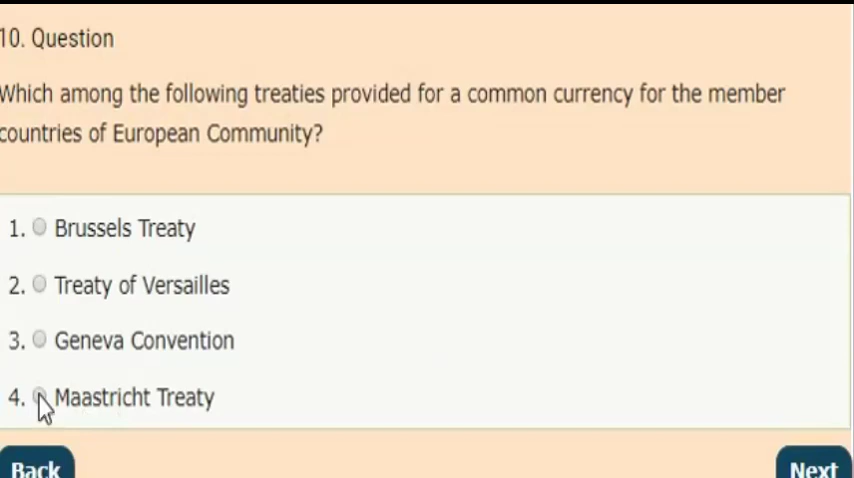 10. Question
Which among the following treaties provided for a common currency for the member
countries of European Community?
1. Brussels Treaty
2. Treaty of Versailles
3. Geneva Convention
4. Maastricht Treaty
Back Next